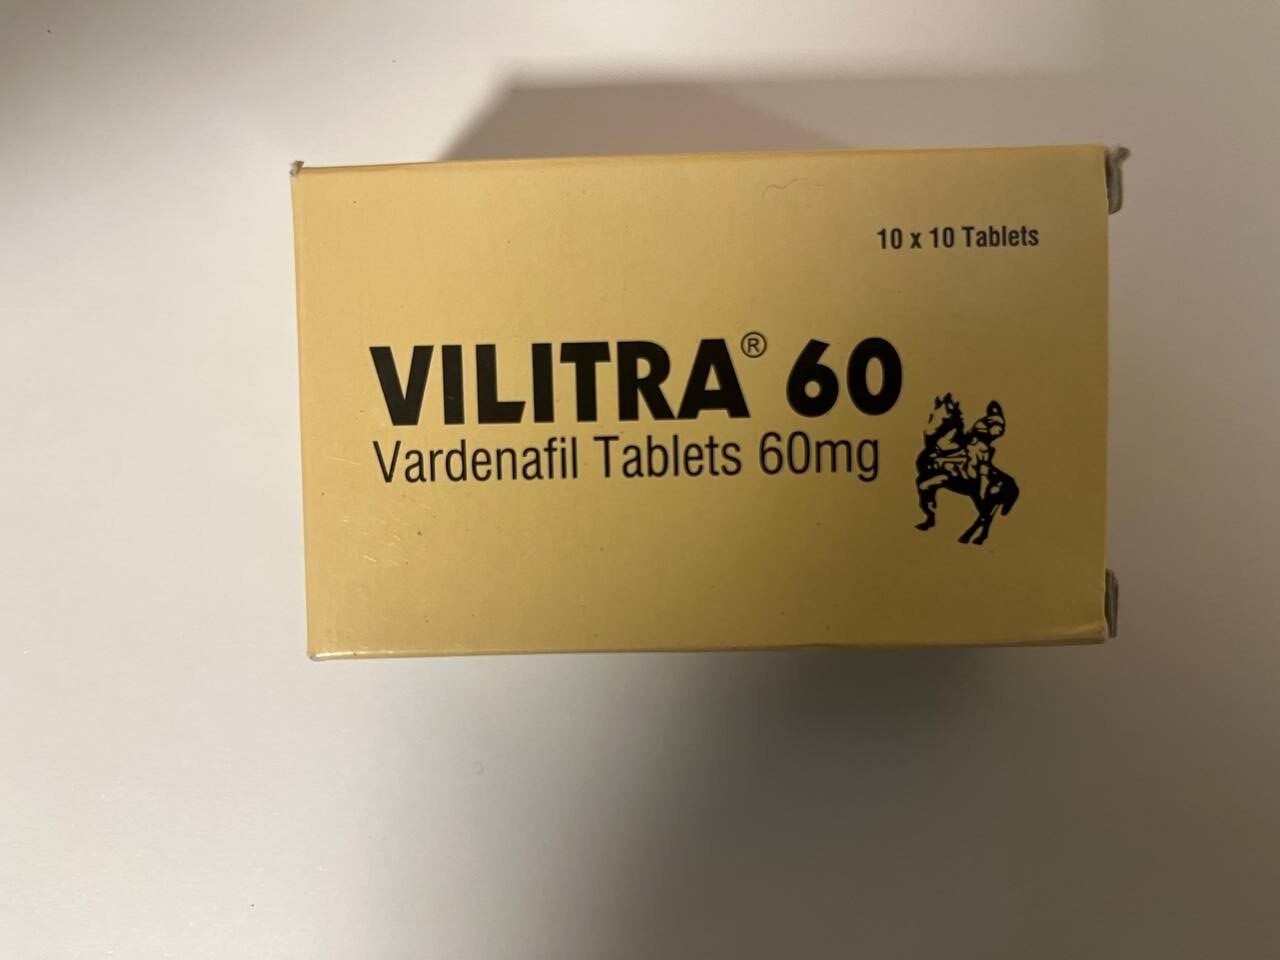 10 x 10 Tablets
VILITRA® 60
Vardenafil Tablets 60mg